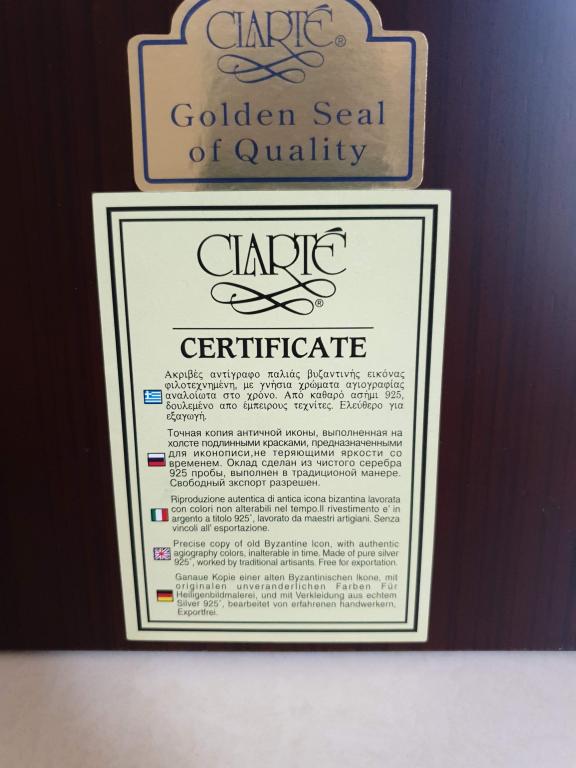 CLARTÉ®
Golden Seal
of Quality
CLARTÉ
®
CERTIFICATE
Ακριβές αντίγραφο παλιάς βυζαντινής εικόνας
φιλοτεχνημένη, με γνήσια χρώματα αγιογραφίας
αναλοίωτα στο χρόνο. Από καθαρό ασήμι 925,
δουλεμένο απο έμπειρους τεχνίτες. Ελεύθερο για
εξαγωγή.
Точная копия античной иконы, выполненная на
холсте подлинными красками, предназначенными
для иконописи,не теряющими яркости со
временем. Оклад сделан из чистого серебра
925 пробы, выполнен в традиционой манере.
Свободный зкспорт разрешен.
Riproduzione autentica di antica icona bizantina lavorata
con colori non alterabili nel tempo.Il rivestimento e' in
argento a titolo 925˚, lavorato da maestri artigiani. Senza
vincoli all' esportazione.
Precise copy of old Byzantine Icon, with authentic
agiography colors, inalterable in time. Made of pure silver
925˚, worked by traditional artisans. Free for exportation.
Ganaue Kopie einer alten Byzantinischen Ikone, mit
originalen unveranderlichen Farben Für
Heiligenbildmalerei, und mit Verkleidung aus echtem
Silver 925˚, bearbeitet von erfahrenen handwerkern,
Exportfrei.